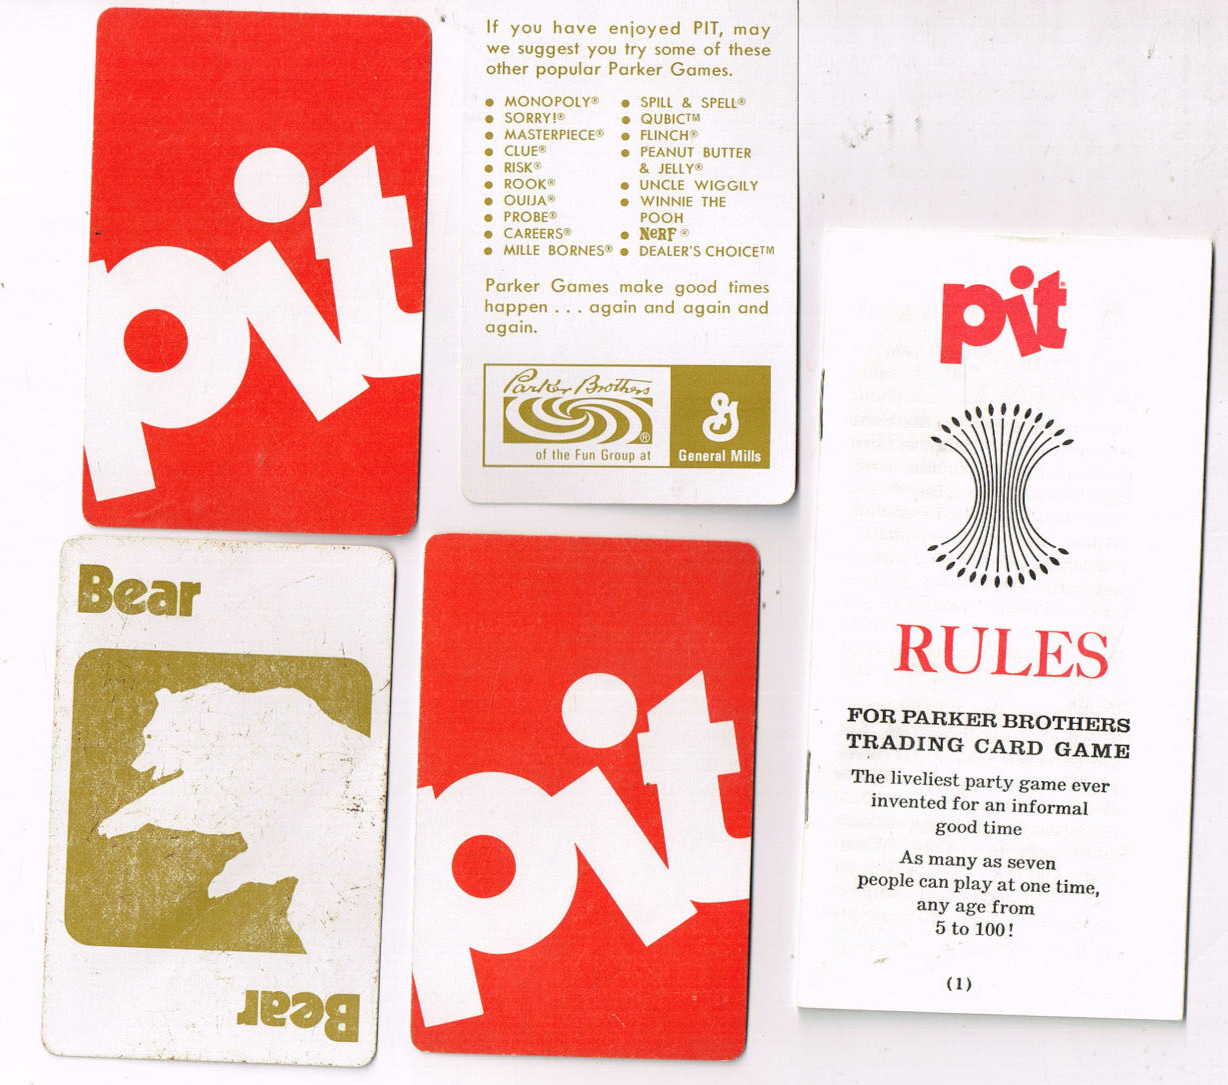 pit
If you have enjoyed PIT, may
we suggest you try some of these
other popular Parker Games.
• MONOPOLY®
• SORRY!®
• MASTERPIECE®
• CLUE®
• RISK®
• ROOK®
• OUIJA®
• PROBE®
• CAREERS®
• MILLE BORNES®
• SPILL & SPELL®
• QUBIC™
• FLINCH®
• PEANUT BUTTER
& JELLY®
• UNCLE WIGGILY
• WINNIE THE
POOH
• NERF®
• DEALER'S CHOICE™
Parker Games make good times
happen . . . again and again and
again.
Parker Brothers
®
of the Fun Group at
G
General Mills
Bear
Bear
pit
pit®
RULES
FOR PARKER BROTHERS
TRADING CARD GAME
The liveliest party game ever
invented for an informal
good time
As many as seven
people can play at one time,
any age from
5 to 100!
(1)